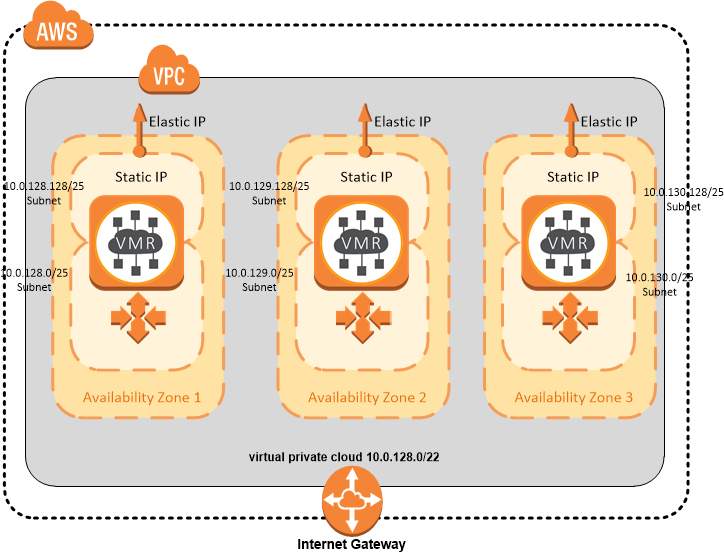 AWS
VPC
Elastic IP
Elastic IP
Elastic IP
Static IP
Static IP
Static IP
10.0.128.128/25
Subnet
10.0.129.128/25
Subnet
10.0.130.128/25
Subnet
VMR
VMR
VMR
10.0.128.0/25
Subnet
10.0.129.0/25
Subnet
10.0.130.0/25
Subnet
Availability Zone 1
Availability Zone 2
Availability Zone 3
virtual private cloud 10.0.128.0/22
Internet Gateway